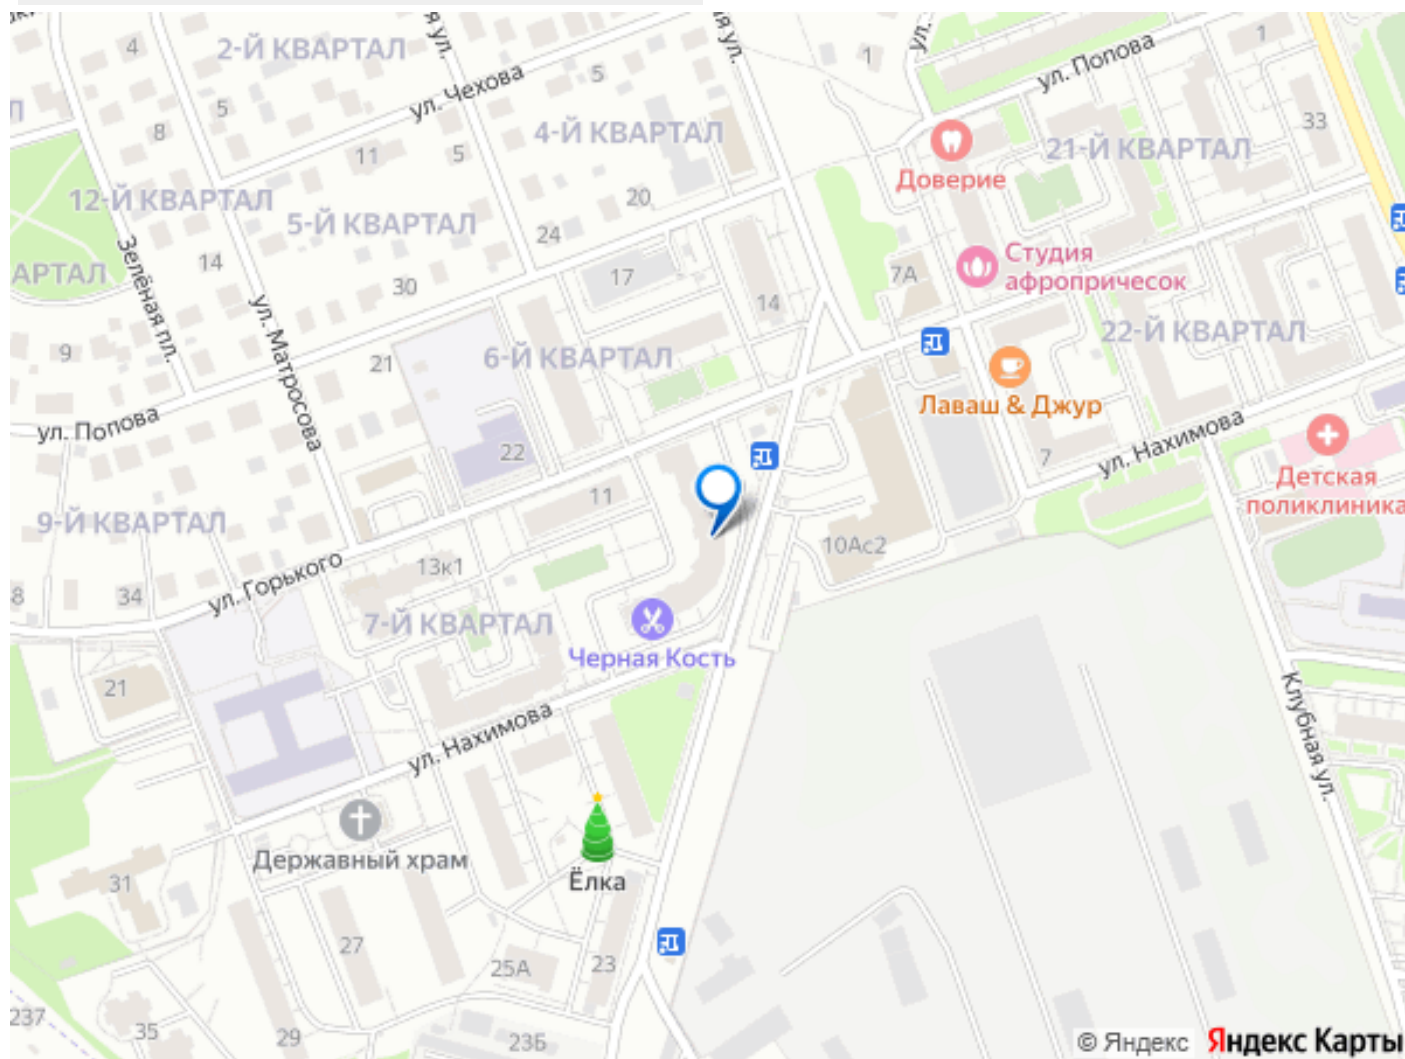 4
2-Й КВАРТАЛ
ул.
ул.
1
ул. Попова
1
ул. Чехова
5
5
8
11
5
4-Й КВАРТАЛ
33
21-Й КВАРТАЛ
Доверие
12-Й КВАРТАЛ
20
5-Й КВАРТАЛ
24
Зелёная пл.
14
АРТАЛ
17
7А
Студия
афропричесок
30
14
ул. Матросова
6-Й КВАРТАЛ
22-Й КВАРТАЛ
9
21
Лаваш & Джур
ул. Попова
22
7
ул. Нахимова
Детская
поликлиника
11
9-Й КВАРТАЛ
10Ас2
13к1
ул. Горького
8
34
7-Й КВАРТАЛ
Черная Кость
21
ул. Нахимова
Клубная ул.
Державный храм
31
Ёлка
27
25А
23
237
35
29
23Б
© Яндекс Яндекс Карты